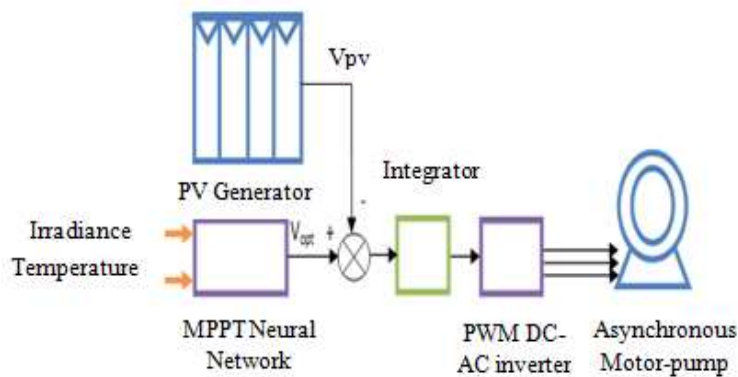 Vpv
PV Generator
Integrator
-
Irradiance
Temperature
Vopt +
MPPT Neural
Network
PWM DC-
AC inverter
Asynchronous
Motor-pump